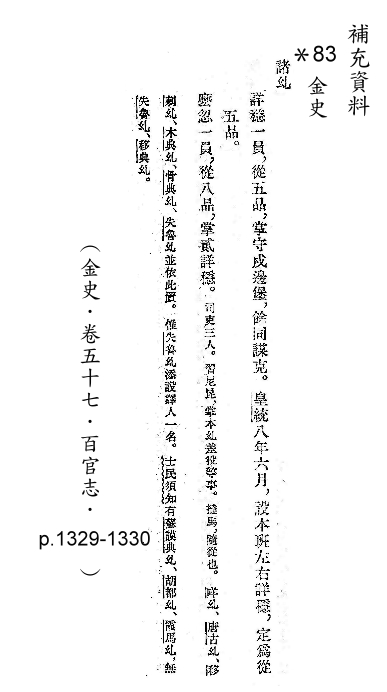 補充資料
＊83 金史
諸乣
詳穩一員，從五品，掌守戍邊堡，餘同謀克。皇統八年六月，設本班左右詳穩，定爲從
五品。
麼忽一員，從八品，掌貳詳穩。司吏三人。習尼昆，掌本乣差役等事。撻馬，隨從也。咩乣、唐古乣、移
剌乣、木典乣、骨典乣、失魯乣並依此置。惟失魯乣添設譯人一名。士民須知有慈謨典乣、胡都乣、霞馬乣，無
失魯乣、移典乣。
（金史．卷五十七．百官志．
p.1329-1330 ）